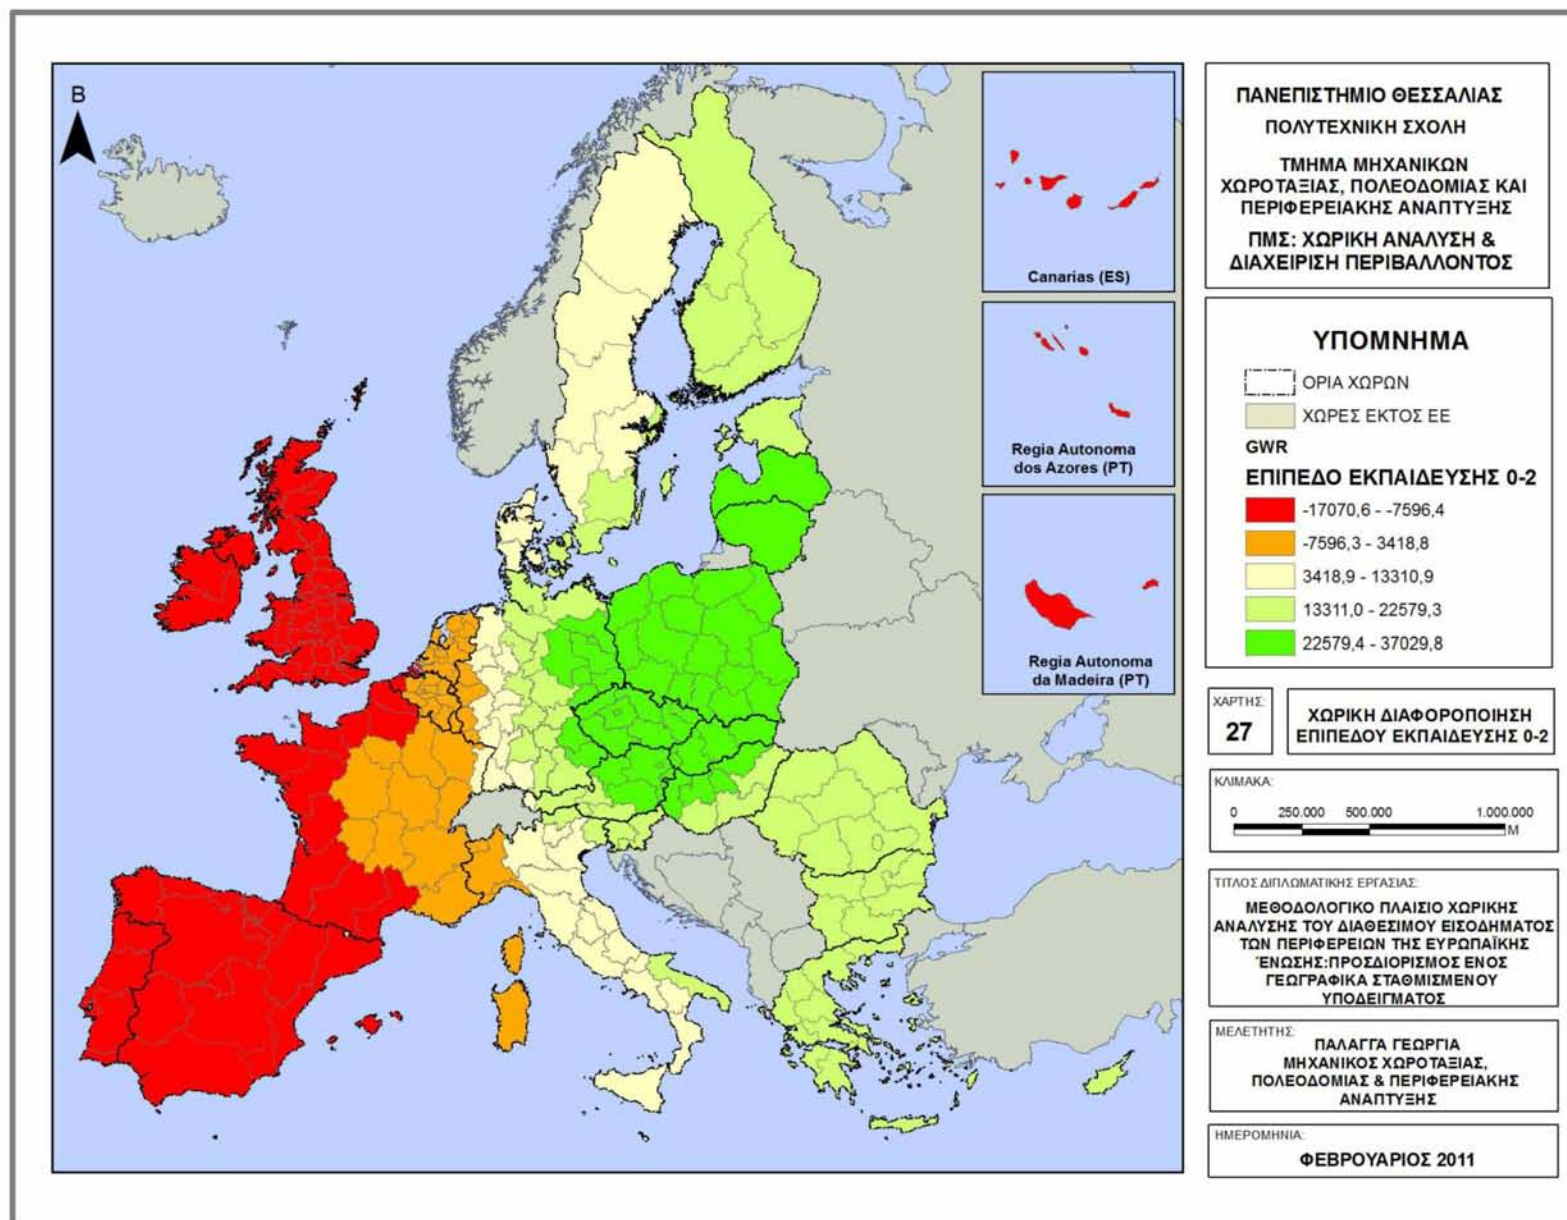 B
Canarias (ES)
Regia Autonoma
dos Azores (PT)
Regia Autonoma
da Madeira (PT)
ΠΑΝΕΠΙΣΤΗΜΙΟ ΘΕΣΣΑΛΙΑΣ
ΠΟΛΥΤΕΧΝΙΚΗ ΣΧΟΛΗ
ΤΜΗΜΑ ΜΗΧΑΝΙΚΩΝ
ΧΩΡΟΤΑΞΙΑΣ, ΠΟΛΕΟΔΟΜΙΑΣ ΚΑΙ
ΠΕΡΙΦΕΡΕΙΑΚΗΣ ΑΝΑΠΤΥΞΗΣ
ΠΜΣ: ΧΩΡΙΚΗ ΑΝΑΛΥΣΗ &
ΔΙΑΧΕΙΡΙΣΗ ΠΕΡΙΒΑΛΛΟΝΤΟΣ
ΥΠΟΜΝΗΜΑ
ΟΡΙΑ ΧΩΡΩΝ
ΧΩΡΕΣ ΕΚΤΟΣ ΕΕ
GWR
ΕΠΙΠΕΔΟ ΕΚΠΑΙΔΕΥΣΗΣ 0-2
-17070,6 - -7596,4
-7596,3 - 3418,8
3418,9 - 13310,9
13311,0 - 22579,3
22579,4 - 37029,8
ΧΑΡΤΗΣ:
27
ΧΩΡΙΚΗ ΔΙΑΦΟΡΟΠΟΙΗΣΗ
ΕΠΙΠΕΔΟΥ ΕΚΠΑΙΔΕΥΣΗΣ 0-2
ΚΛΙΜΑΚΑ:
0 250.000 500.000 1.000.000
M
ΤΙΤΛΟΣ ΔΙΠΛΩΜΑΤΙΚΗΣ ΕΡΓΑΣΙΑΣ:
ΜΕΘΟΔΟΛΟΓΙΚΟ ΠΛΑΙΣΙΟ ΧΩΡΙΚΗΣ
ΑΝΑΛΥΣΗΣ ΤΟΥ ΔΙΑΘΕΣΙΜΟΥ ΕΙΣΟΔΗΜΑΤΟΣ
ΤΩΝ ΠΕΡΙΦΕΡΕΙΩΝ ΤΗΣ ΕΥΡΩΠΑΪΚΗΣ
ΈΝΩΣΗΣ:ΠΡΟΣΔΙΟΡΙΣΜΟΣ ΕΝΟΣ
ΓΕΩΓΡΑΦΙΚΑ ΣΤΑΘΜΙΣΜΕΝΟΥ
ΥΠΟΔΕΙΓΜΑΤΟΣ
ΜΕΛΕΤΗΤΗΣ:
ΠΑΛΑΓΓΑ ΓΕΩΡΓΙΑ
ΜΗΧΑΝΙΚΟΣ ΧΩΡΟΤΑΞΙΑΣ,
ΠΟΛΕΟΔΟΜΙΑΣ & ΠΕΡΙΦΕΡΕΙΑΚΗΣ
ΑΝΑΠΤΥΞΗΣ
ΗΜΕΡΟΜΗΝΙΑ:
ΦΕΒΡΟΥΑΡΙΟΣ 2011